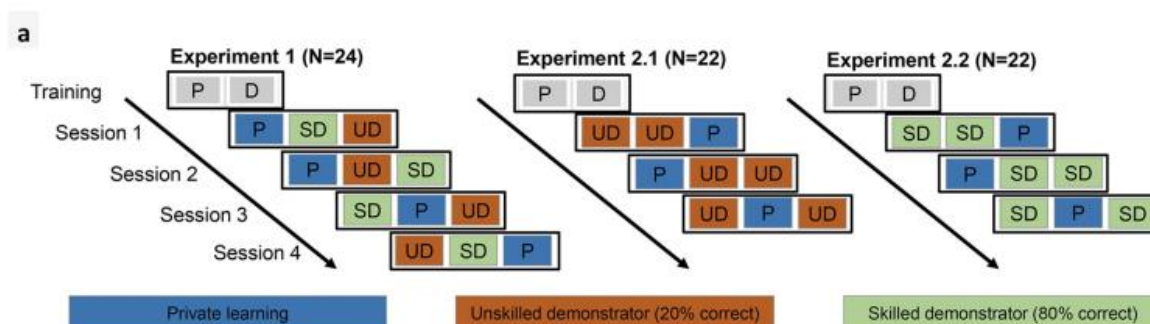 a
Experiment 1 (N=24)
Experiment 2.1 (N=22)
Experiment 2.2 (N=22)
Training
P D
P D
P D
Session 1
P SD UD
UD UD P
SD SD P
Session 2
P UD SD
P UD UD
P SD SD
Session 3
SD P UD
UD P UD
SD P SD
Session 4
UD SD P
Private learning
Unskilled demonstrator (20% correct)
Skilled demonstrator (80% correct)